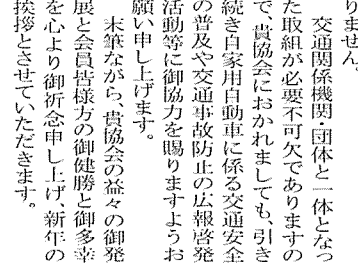 りません。
　交通関係機関・団体と一体となっ
た取組が必要不可欠でありますの
で、貴協会におかれましても、引き
続き自家用自動車に係る交通安全
の普及や交通事故防止の広報啓発
活動等に御協力を賜りますようお
願い申し上げます。
　末筆ながら、貴協会の益々の御発
展と会員皆様方の御健勝と御多幸
を心より御祈念申し上げ、新年の
挨拶とさせていただきます。